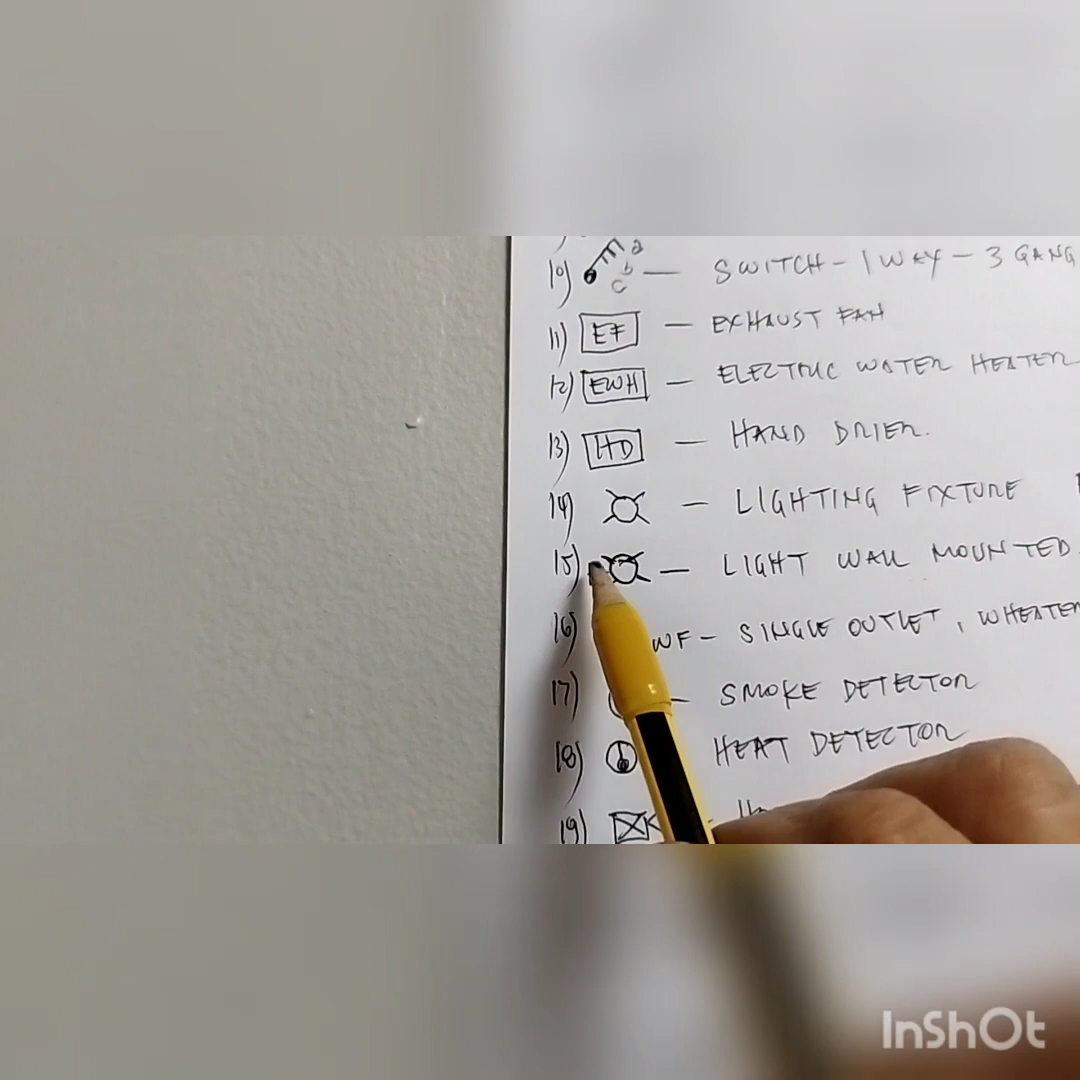 10) a b c — SWITCH - 1 WAY - 3 GANG
11) EF — EXHAUST FAN
12) EWH — ELECTRIC WATER HEATER
13) HD — HAND DRIER.
14) — LIGHTING FIXTURE
15) — LIGHT WALL MOUNTED
16) WF - SINGLE OUTLET, WHEATER
17) — SMOKE DETECTOR
18) HEAT DETECTOR
19)
InShOt